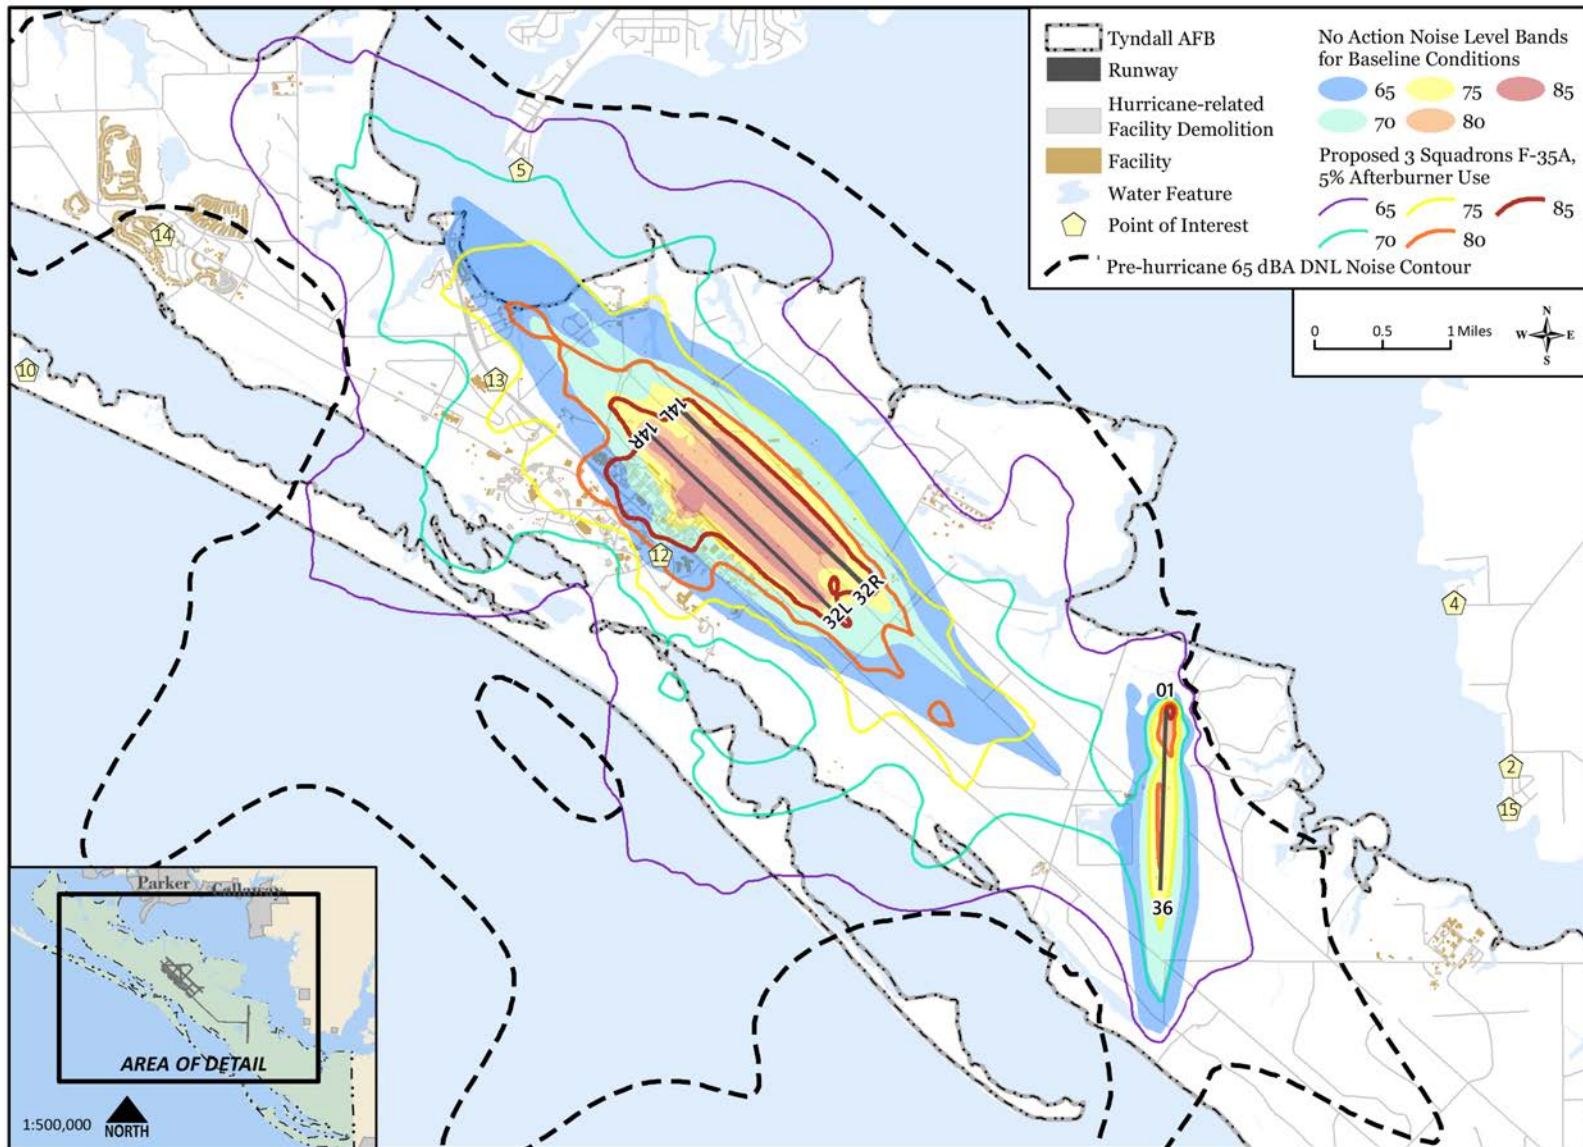 Tyndall AFB
Runway
Hurricane-related
Facility Demolition
Facility
Water Feature
Point of Interest
No Action Noise Level Bands
for Baseline Conditions
65 75 85
70 80
Proposed 3 Squadrons F-35A,
5% Afterburner Use
65 75 85
70 80
Pre-hurricane 65 dBA DNL Noise Contour
0 0.5 1 Miles
N
W E
S
5
14
10
13
14L
14R
12
32R
32L
4
01
2
15
36
Parker
Callaway
AREA OF DETAIL
1:500,000
NORTH